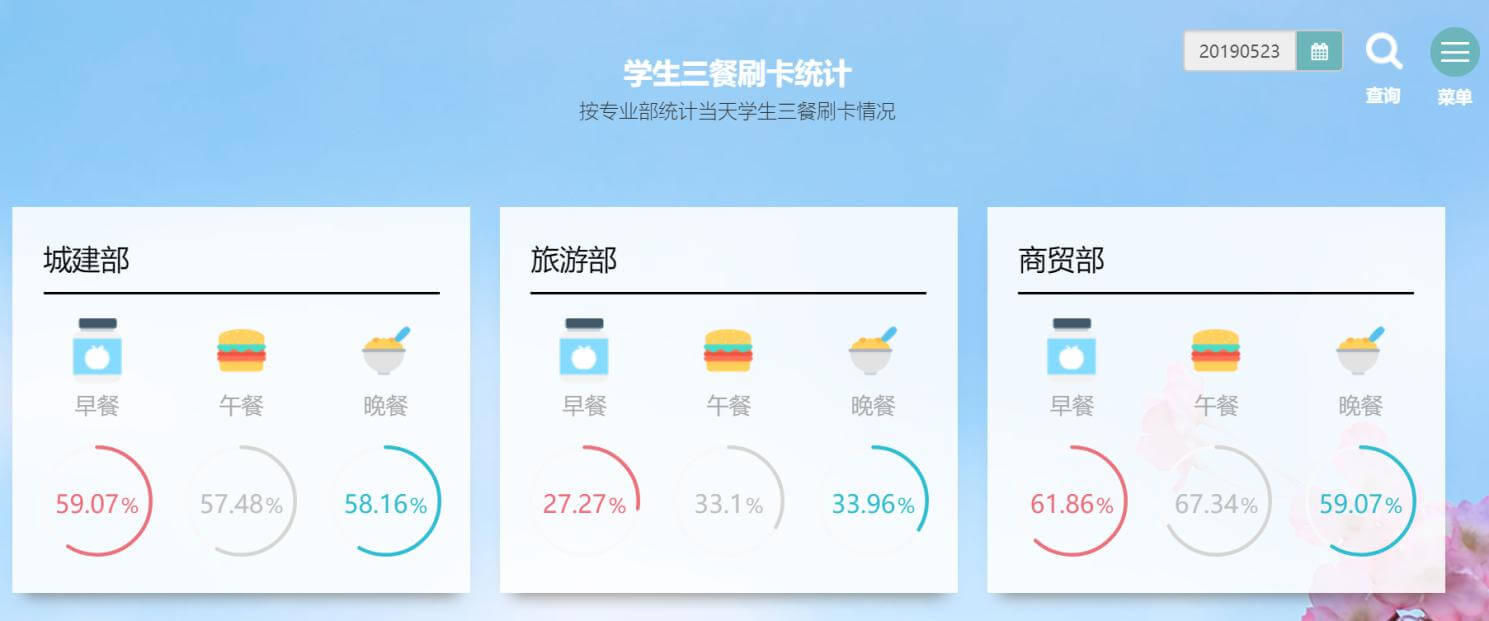 20190523
查询
菜单
学生三餐刷卡统计
按专业部统计当天学生三餐刷卡情况
城建部
早餐 午餐 晚餐
59.07% 57.48% 58.16%
旅游部
早餐 午餐 晚餐
27.27% 33.1% 33.96%
商贸部
早餐 午餐 晚餐
61.86% 67.34% 59.07%